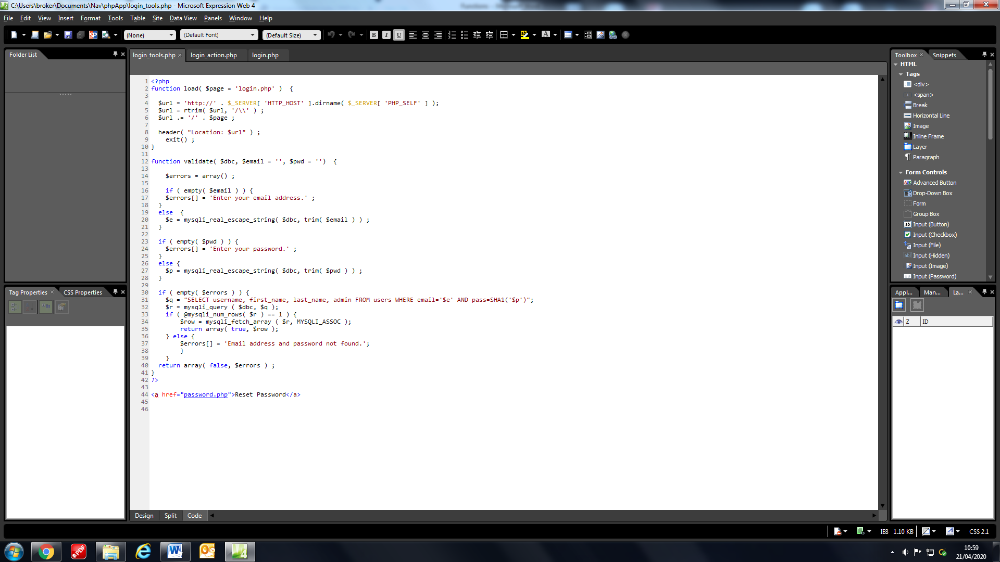 C:\Users\broker\Documents\Nav\phpApp\login_tools.php - Microsoft Expression Web 4
File Edit View Insert Format Tools Table Site Data View Panels Window Help
(None) (Default Font) (Default Size)
Folder List
login_tools.php login_action.php login.php
1 <?php
2 function load( $page = 'login.php' )  {
3
4   $url = 'http://' . $_SERVER[ 'HTTP_HOST' ].dirname( $_SERVER[ 'PHP_SELF' ] );
5   $url = rtrim( $url, '/\\' ) ;
6   $url .= '/' . $page ;
7
8   header( "Location: $url" ) ;
9     exit() ;
10 }
11
12 function validate( $dbc, $email = '', $pwd = '')  {
13
14     $errors = array() ;
15
16     if ( empty( $email ) ) {
17     $errors[] = 'Enter your email address.' ;
18   }
19   else  {
20     $e = mysqli_real_escape_string( $dbc, trim( $email ) ) ;
21   }
22
23   if ( empty( $pwd ) ) {
24     $errors[] = 'Enter your password.' ;
25   }
26   else {
27     $p = mysqli_real_escape_string( $dbc, trim( $pwd ) ) ;
28   }
29
30   if ( empty( $errors ) ) {
31     $q = "SELECT username, first_name, last_name, admin FROM users WHERE email='$e' AND pass=SHA1('$p')";
32     $r = mysqli_query ( $dbc, $q );
33     if ( @mysqli_num_rows( $r ) == 1 ) {
34         $row = mysqli_fetch_array ( $r, MYSQLI_ASSOC );
35         return array( true, $row );
36     } else {
37         $errors[] = 'Email address and password not found.';
38         }
39     }
40   return array( false, $errors ) ;
41 }
42 ?>
43
44 <a href="password.php">Reset Password</a>
45
46
Design Split Code
Tag Properties CSS Properties
Toolbox Snippets
HTML
Tags
<div>
<span>
Break
Horizontal Line
Image
Inline Frame
Layer
Paragraph
Form Controls
Advanced Button
Drop-Down Box
Form
Group Box
Input (Button)
Input (Checkbox)
Input (File)
Input (Hidden)
Input (Image)
Input (Password)
Appl... Man... La...
Z ID
IE8 1.10 KB CSS 2.1
10:59
21/04/2020